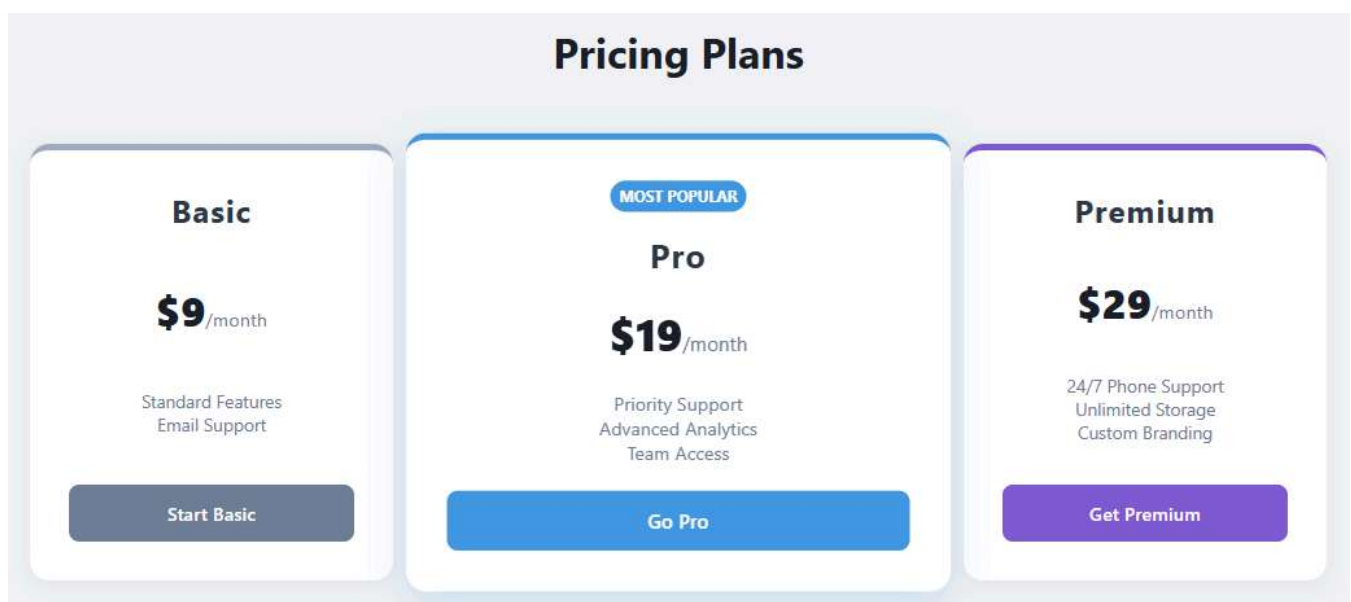 Pricing Plans
Basic
$9/month
Standard Features
Email Support
Start Basic
MOST POPULAR
Pro
$19/month
Priority Support
Advanced Analytics
Team Access
Go Pro
Premium
$29/month
24/7 Phone Support
Unlimited Storage
Custom Branding
Get Premium